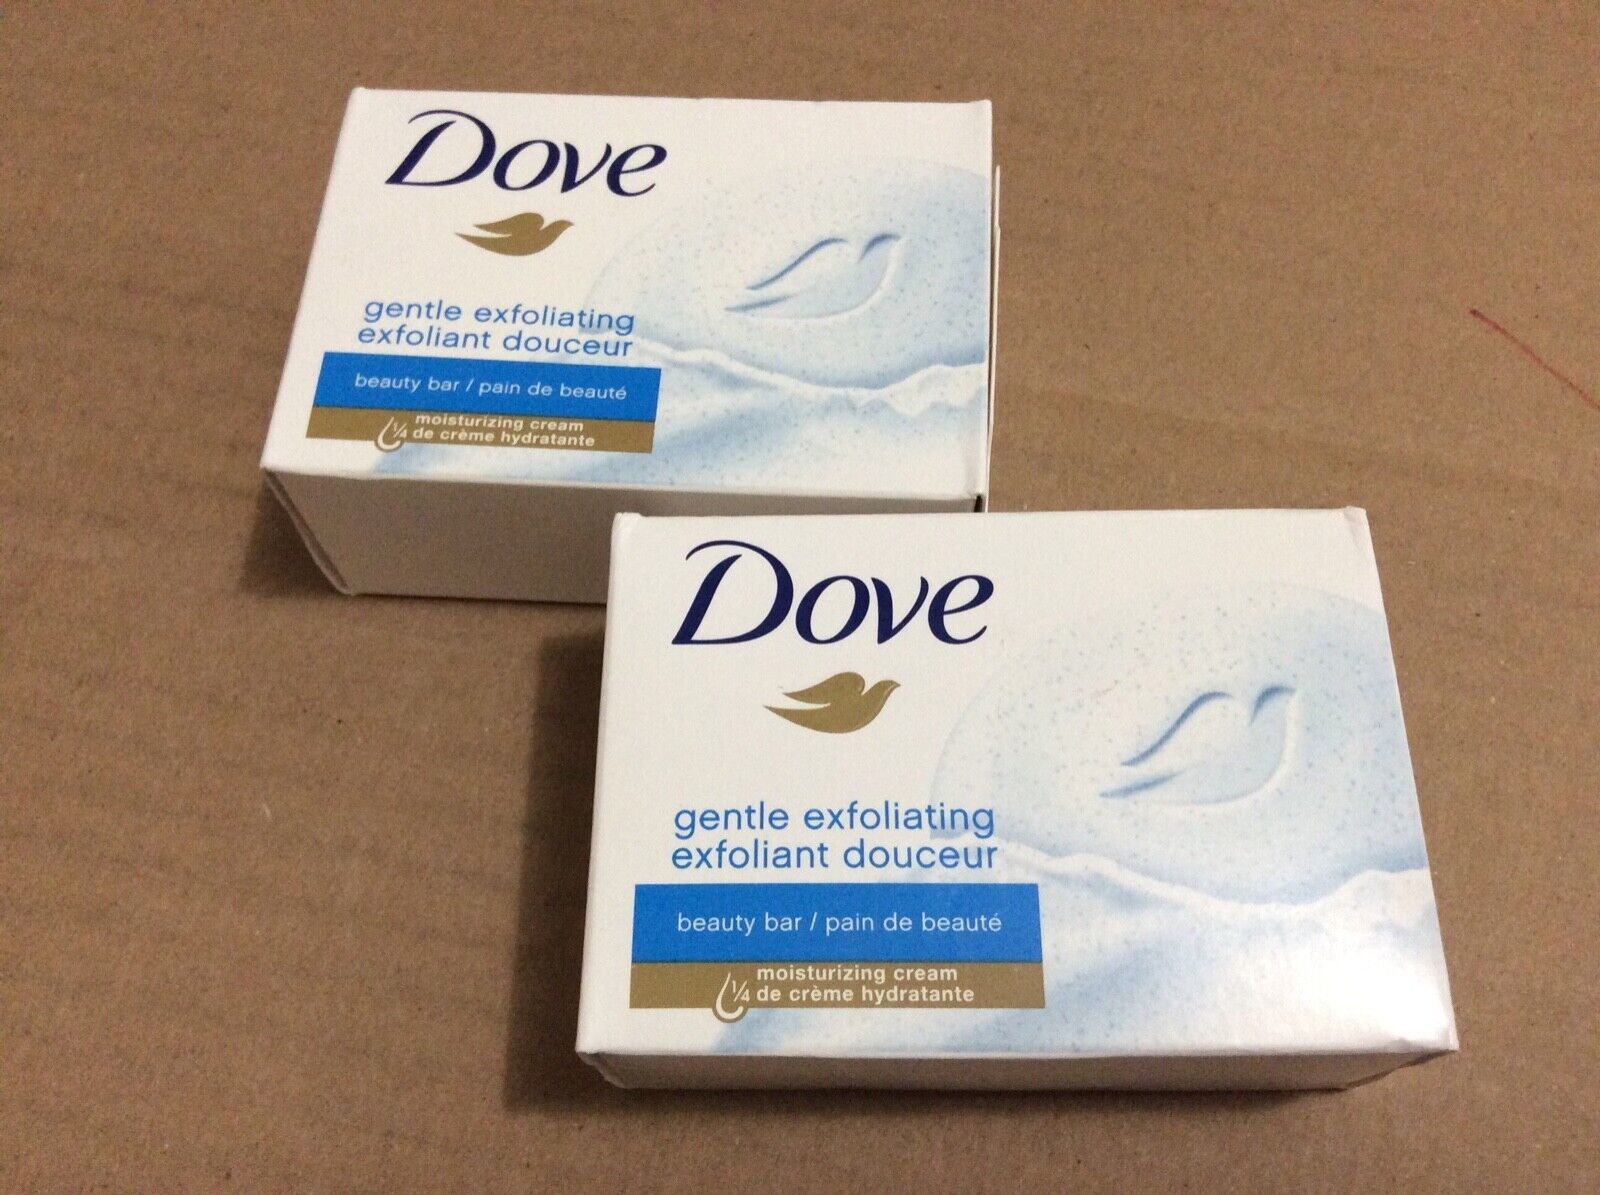 Dove
gentle exfoliating
exfoliant douceur
beauty bar / pain de beauté
1/4 moisturizing cream
de crème hydratante
Dove
gentle exfoliating
exfoliant douceur
beauty bar / pain de beauté
1/4 moisturizing cream
de crème hydratante